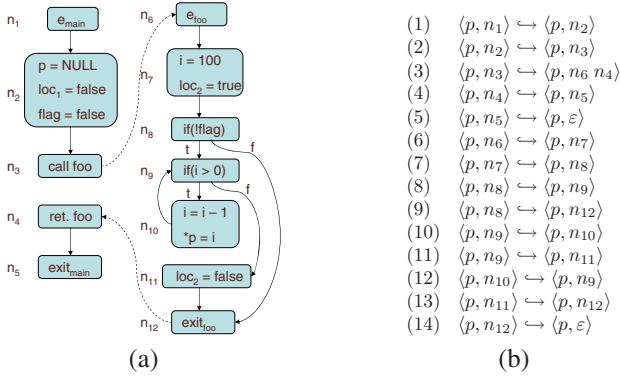 n₁
e_main
n₂
p = NULL
loc₁ = false
flag = false
n₃
call foo
n₄
ret. foo
n₅
exit_main
n₆
e_foo
n₇
i = 100
loc₂ = true
n₈
if(!flag)
t
f
n₉
if(i > 0)
t
f
n₁₀
i = i − 1
*p = i
n₁₁
loc₂ = false
n₁₂
exit_foo
(a)
(1) ⟨p, n₁⟩ ↪ ⟨p, n₂⟩
(2) ⟨p, n₂⟩ ↪ ⟨p, n₃⟩
(3) ⟨p, n₃⟩ ↪ ⟨p, n₆ n₄⟩
(4) ⟨p, n₄⟩ ↪ ⟨p, n₅⟩
(5) ⟨p, n₅⟩ ↪ ⟨p, ε⟩
(6) ⟨p, n₆⟩ ↪ ⟨p, n₇⟩
(7) ⟨p, n₇⟩ ↪ ⟨p, n₈⟩
(8) ⟨p, n₈⟩ ↪ ⟨p, n₉⟩
(9) ⟨p, n₈⟩ ↪ ⟨p, n₁₂⟩
(10) ⟨p, n₉⟩ ↪ ⟨p, n₁₀⟩
(11) ⟨p, n₉⟩ ↪ ⟨p, n₁₁⟩
(12) ⟨p, n₁₀⟩ ↪ ⟨p, n₉⟩
(13) ⟨p, n₁₁⟩ ↪ ⟨p, n₁₂⟩
(14) ⟨p, n₁₂⟩ ↪ ⟨p, ε⟩
(b)